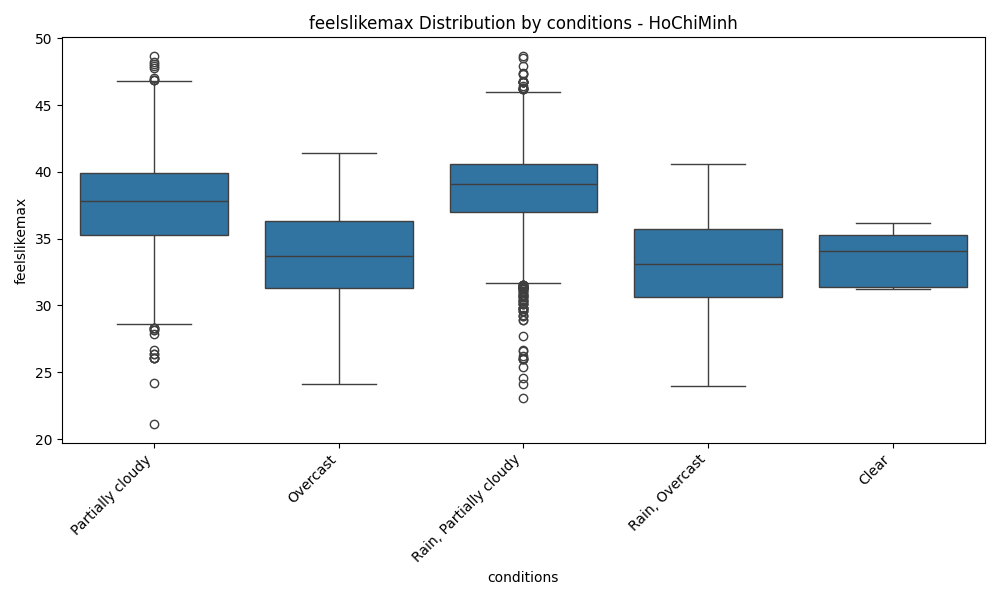 feelslikemax Distribution by conditions - HoChiMinh
feelslikemax
50
45
40
35
30
25
20
Partially cloudy
Overcast
Rain, Partially cloudy
Rain, Overcast
Clear
conditions